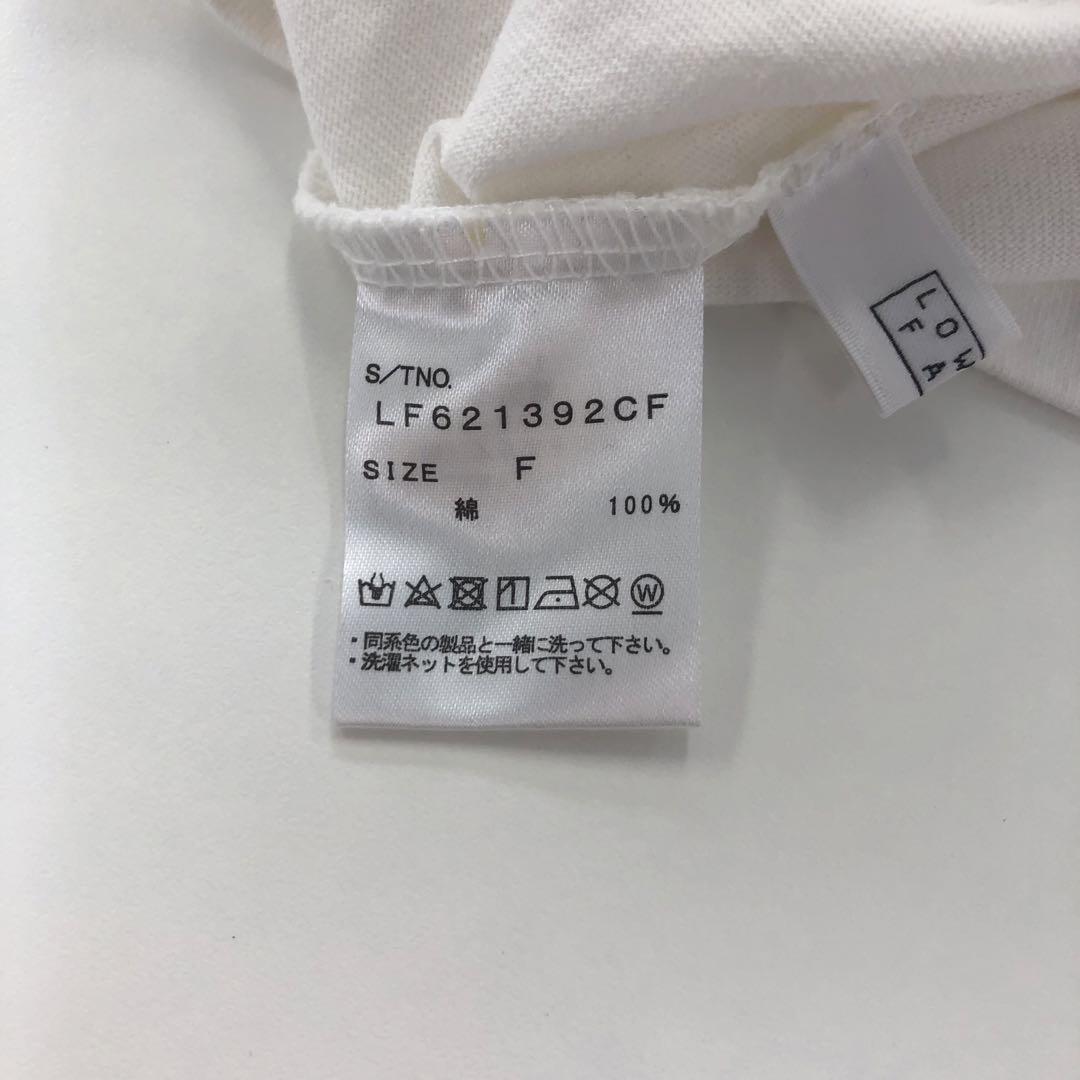 S/TNO.
LF621392CF
SIZE F
綿 100%
W
・同系色の製品と一緒に洗って下さい。
・洗濯ネットを使用して下さい。
LOW
FA